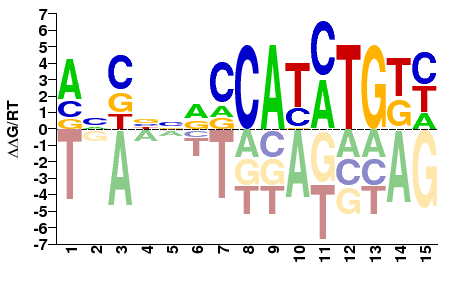 ΔΔG/RT
7
6
5
4
3
2
1
0
-1
-2
-3
-4
-5
-6
-7
A C G T
C G
C G T A
G A
C A
A G C T
C A G T
C A G T
A C G T
T C A
C A G T
T A C G
G A C T
T G A
C T A G
1 2 3 4 5 6 7 8 9 10 11 12 13 14 15